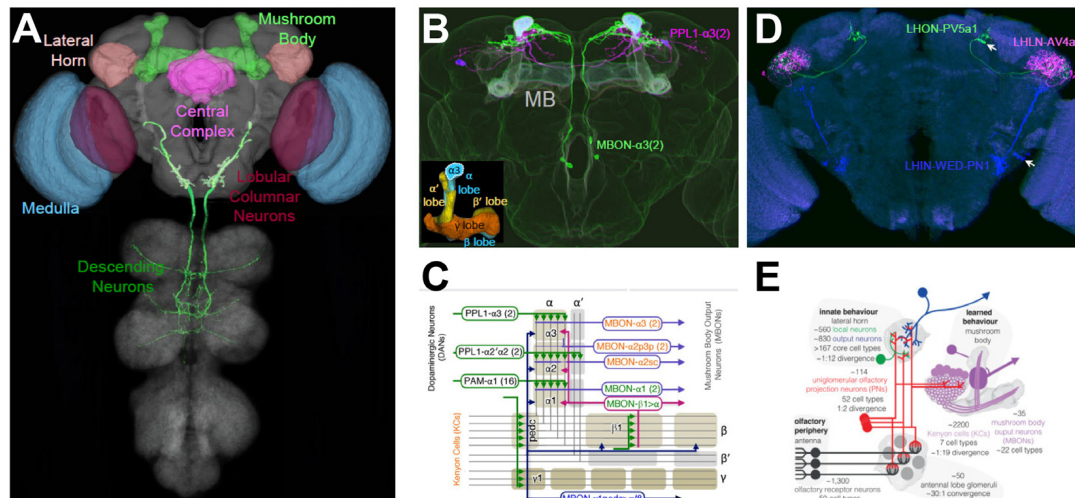 A
Mushroom
Body
Lateral
Horn
Central
Complex
Lobular
Columnar
Neurons
Medulla
Descending
Neurons
B
PPL1-α3(2)
MB
MBON-α3(2)
α3
α
lobe
α′
lobe
β′ lobe
γ lobe
β lobe
C
α
α′
Dopaminergic Neurons
(DANs)
PPL1-α3 (2)
PPL1-α2′α2 (2)
PAM-α1 (16)
α3
α2
α1
MBON-α3 (2)
MBON-α2p3p (2)
MBON-α2sc
MBON-α1 (2)
MBON-β1>α
Mushroom Body Output
Neurons (MBONs)
Kenyon Cells (KCs)
pedc
β1
γ1
β
β′
γ
D
LHON-PV5a1
LHLN-AV4a
LHIN-WED-PN1
E
innate behaviour
lateral horn
~560 local neurons
~830 output neurons
>167 core cell types
~1:12 divergence
learned
behaviour
mushroom
body
~114
uniglomerular olfactory
projection neurons (PNs)
52 cell types
1:2 divergence
~2200
Kenyon cells (KCs)
7 cell types
~1:19 divergence
~35
mushroom body
ouput neurons
(MBONs)
~22 cell types
olfactory
periphery
antenna
~1,300
olfactory receptor neurons
~50
antennal lobe glomeruli
~30:1 convergence